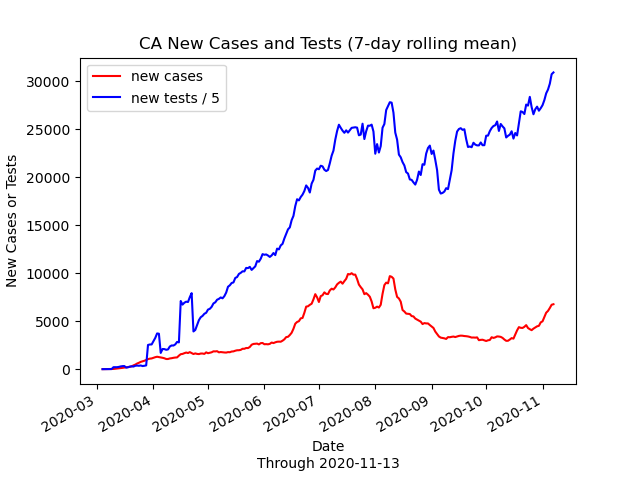 CA New Cases and Tests (7-day rolling mean)
new cases
new tests / 5
New Cases or Tests
30000
25000
20000
15000
10000
5000
0
2020-03
2020-04
2020-05
2020-06
2020-07
2020-08
2020-09
2020-10
2020-11
Date
Through 2020-11-13